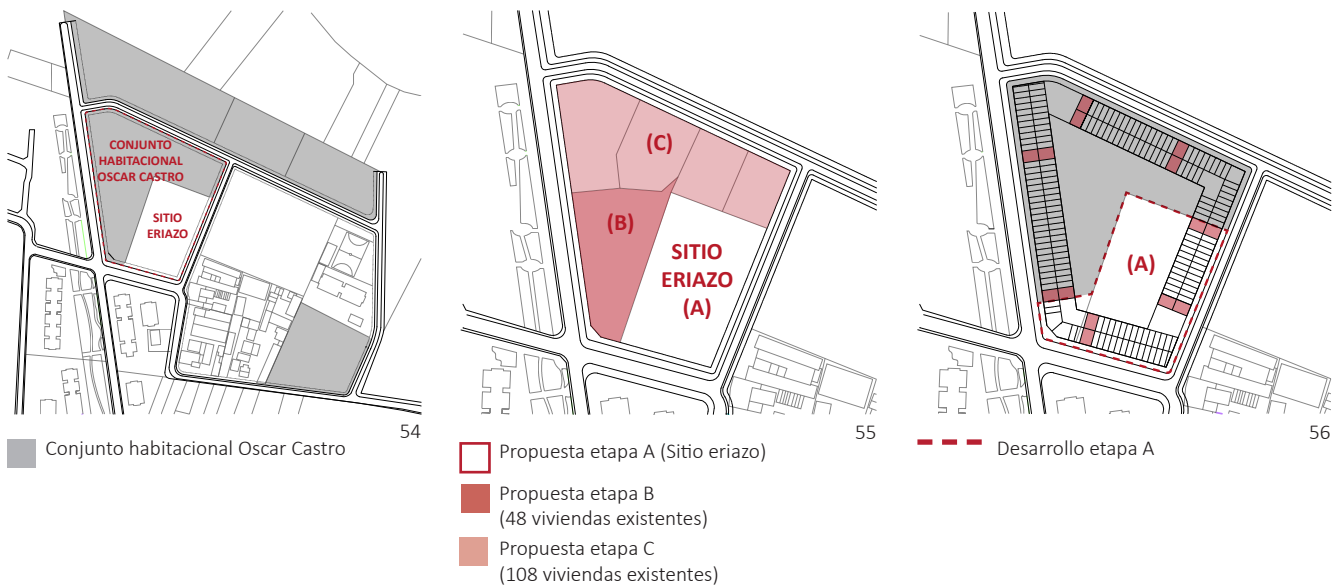 CONJUNTO
HABITACIONAL
OSCAR CASTRO
SITIO
ERIAZO
54
Conjunto habitacional Oscar Castro
(C)
(B)
SITIO
ERIAZO
(A)
55
Propuesta etapa A (Sitio eriazo)
Propuesta etapa B
(48 viviendas existentes)
Propuesta etapa C
(108 viviendas existentes)
(A)
56
Desarrollo etapa A